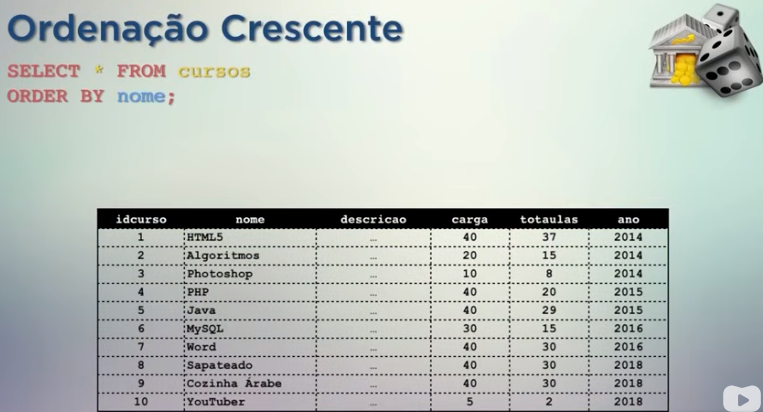 Ordenação Crescente
SELECT * FROM cursos
ORDER BY nome;
idcurso nome descricao carga totaulas ano
1 HTML5 ... 40 37 2014
2 Algoritmos ... 20 15 2014
3 Photoshop ... 10 8 2014
4 PHP ... 40 20 2015
5 Java ... 40 29 2015
6 MySQL ... 30 15 2016
7 Word ... 40 30 2016
8 Sapateado ... 40 30 2018
9 Cozinha Árabe ... 40 30 2018
10 YouTuber ... 5 2 2018